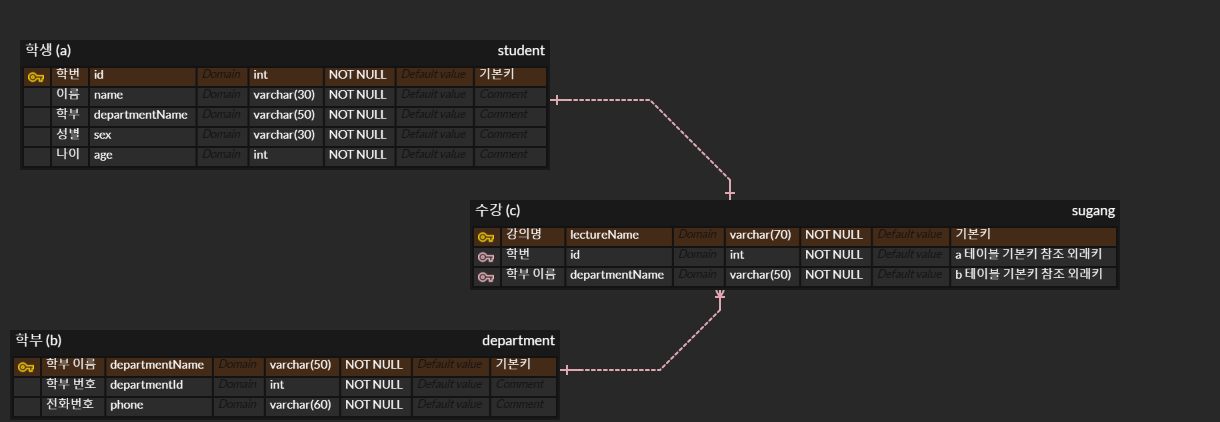 학생 (a) student
학번 id Domain int NOT NULL Default value 기본키
이름 name Domain varchar(30) NOT NULL Default value Comment
학부 departmentName Domain varchar(50) NOT NULL Default value Comment
성별 sex Domain varchar(30) NOT NULL Default value Comment
나이 age Domain int NOT NULL Default value Comment
수강 (c) sugang
강의명 lectureName Domain varchar(70) NOT NULL Default value 기본키
학번 id Domain int NOT NULL Default value a 테이블 기본키 참조 외래키
학부 이름 departmentName Domain varchar(50) NOT NULL Default value b 테이블 기본키 참조 외래키
학부 (b) department
학부 이름 departmentName Domain varchar(50) NOT NULL Default value 기본키
학부 번호 departmentId Domain int NOT NULL Default value Comment
전화번호 phone Domain varchar(60) NOT NULL Default value Comment